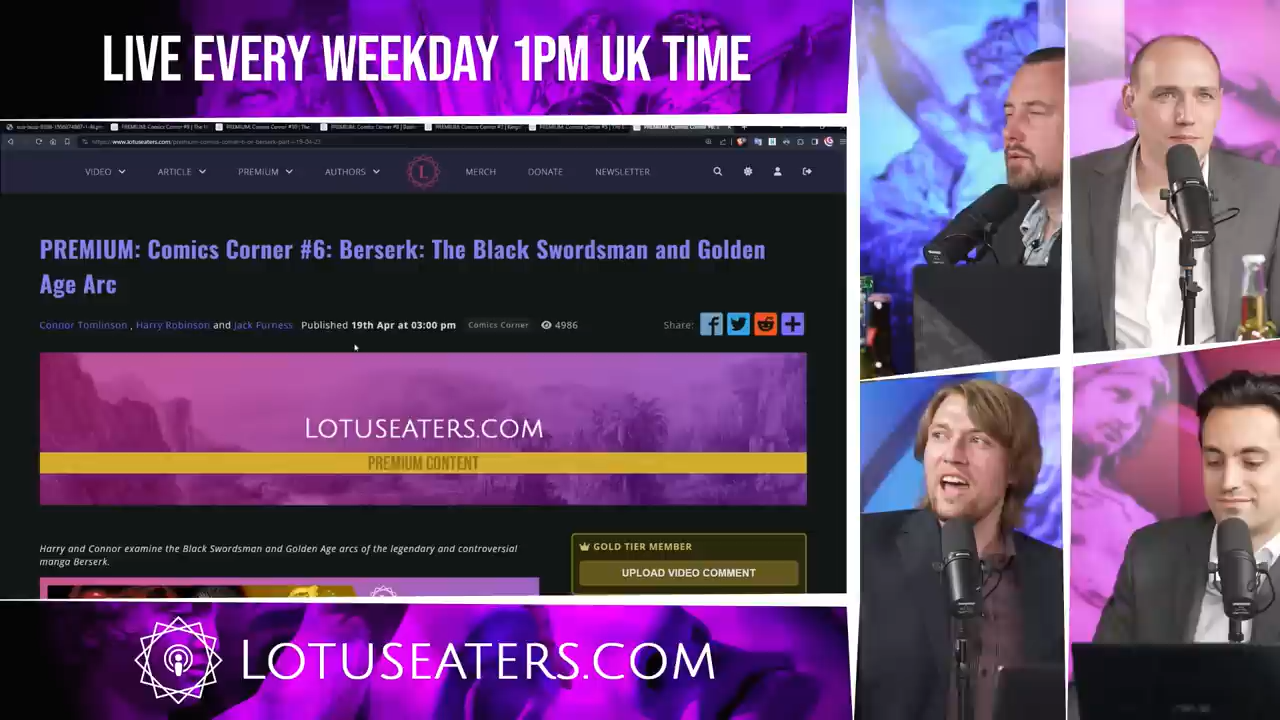 LIVE EVERY WEEKDAY 1PM UK TIME
VIDEO ARTICLE PREMIUM AUTHORS L MERCH DONATE NEWSLETTER
PREMIUM: Comics Corner #6: Berserk: The Black Swordsman and Golden
Age Arc
Connor Tomlinson , Harry Robinson and Jack Furness Published 19th Apr at 03:00 pm Comics Corner 4986 Share:
LOTUSEATERS.COM
PREMIUM CONTENT
Harry and Connor examine the Black Swordsman and Golden Age arcs of the legendary and controversial
manga Berserk.
GOLD TIER MEMBER
UPLOAD VIDEO COMMENT
LOTUSEATERS.COM